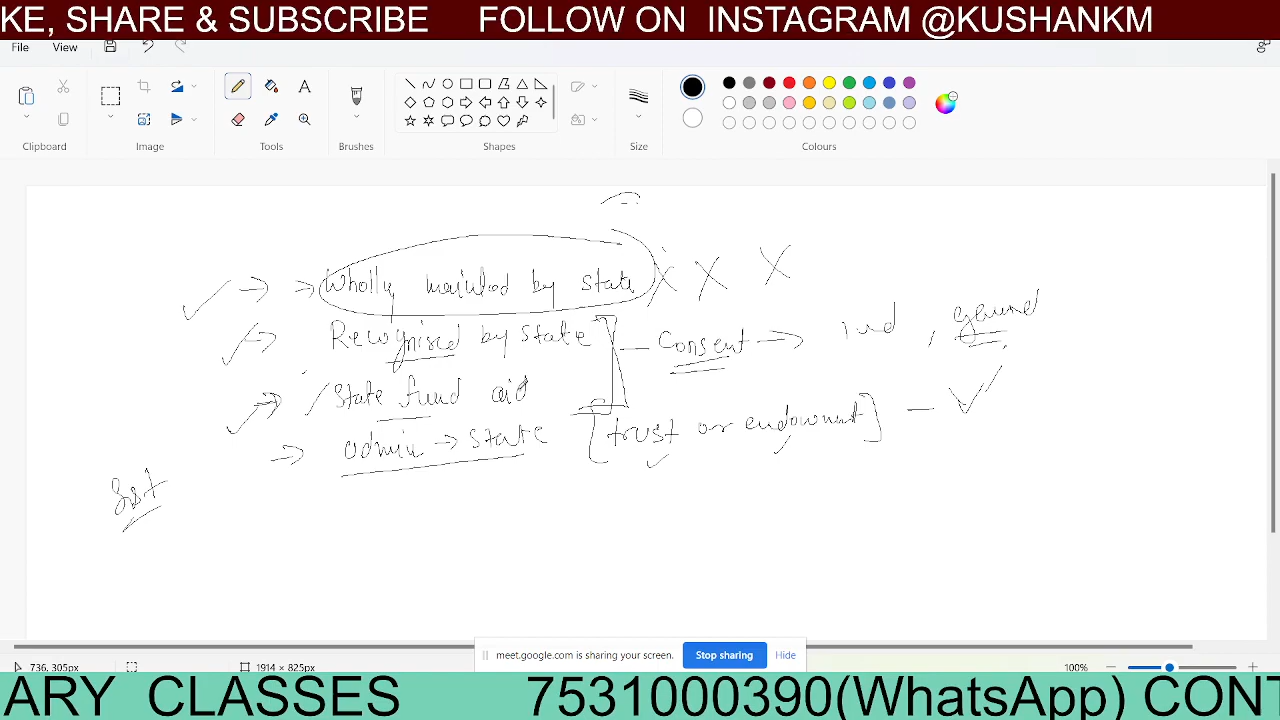 KE, SHARE & SUBSCRIBE FOLLOW ON INSTAGRAM @KUSHANKM
File View
Clipboard Image Tools Brushes Shapes Size Colours
wholly by state X X X
Recognised by state — Consent → ind , 
State fund aid
admin → state [trust or endowment] —
meet.google.com is sharing your screen. Stop sharing Hide
736, 305px 1914 × 825px 100%
ARY CLASSES 7531000390(WhatsApp) CONT